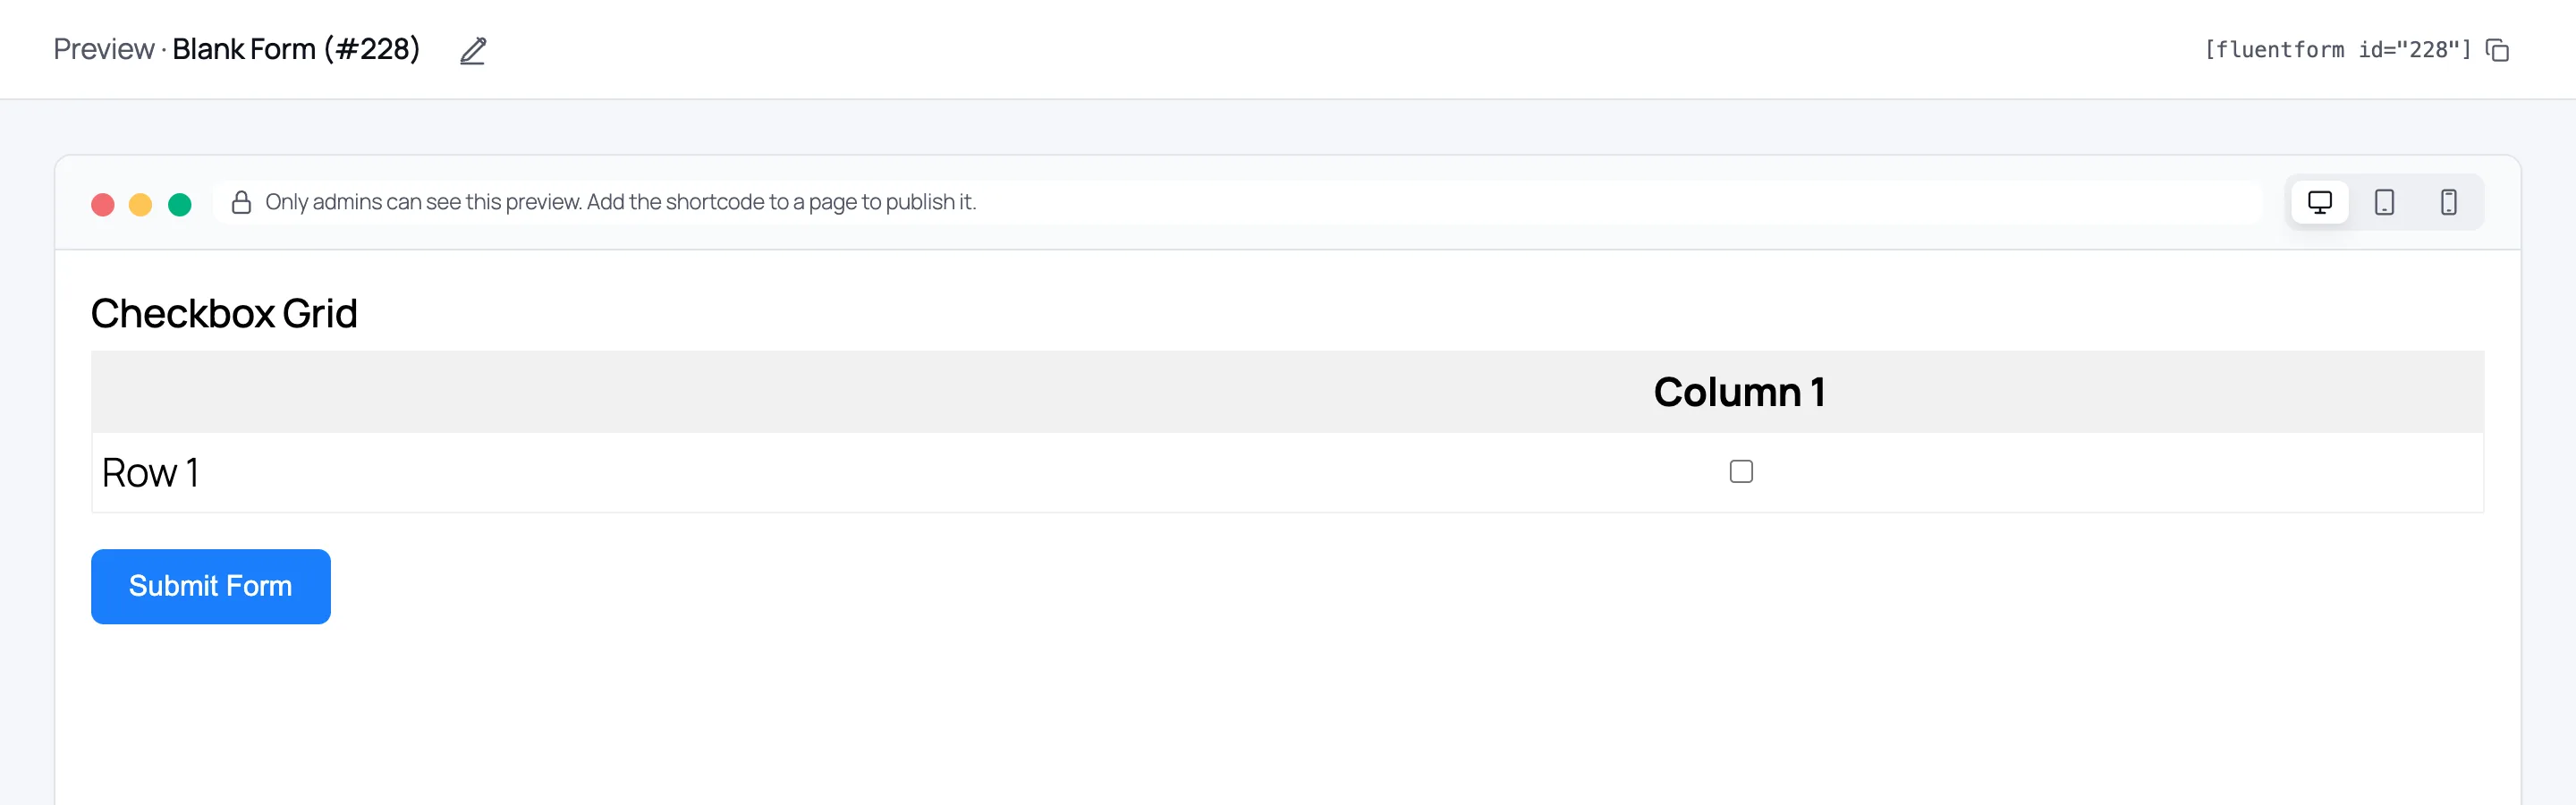 Preview · Blank Form (#228)
[fluentform id="228"]
Only admins can see this preview. Add the shortcode to a page to publish it.
Checkbox Grid
Column 1
Row 1
Submit Form